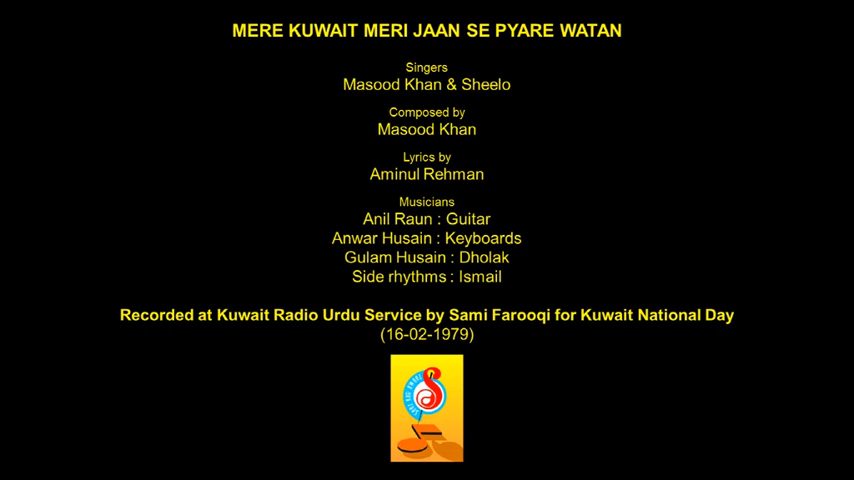 MERE KUWAIT MERI JAAN SE PYARE WATAN
Singers
Masood Khan & Sheelo
Composed by
Masood Khan
Lyrics by
Aminul Rehman
Musicians
Anil Raun : Guitar
Anwar Husain : Keyboards
Gulam Husain : Dholak
Side rhythms : Ismail
Recorded at Kuwait Radio Urdu Service by Sami Farooqi for Kuwait National Day
(16-02-1979)